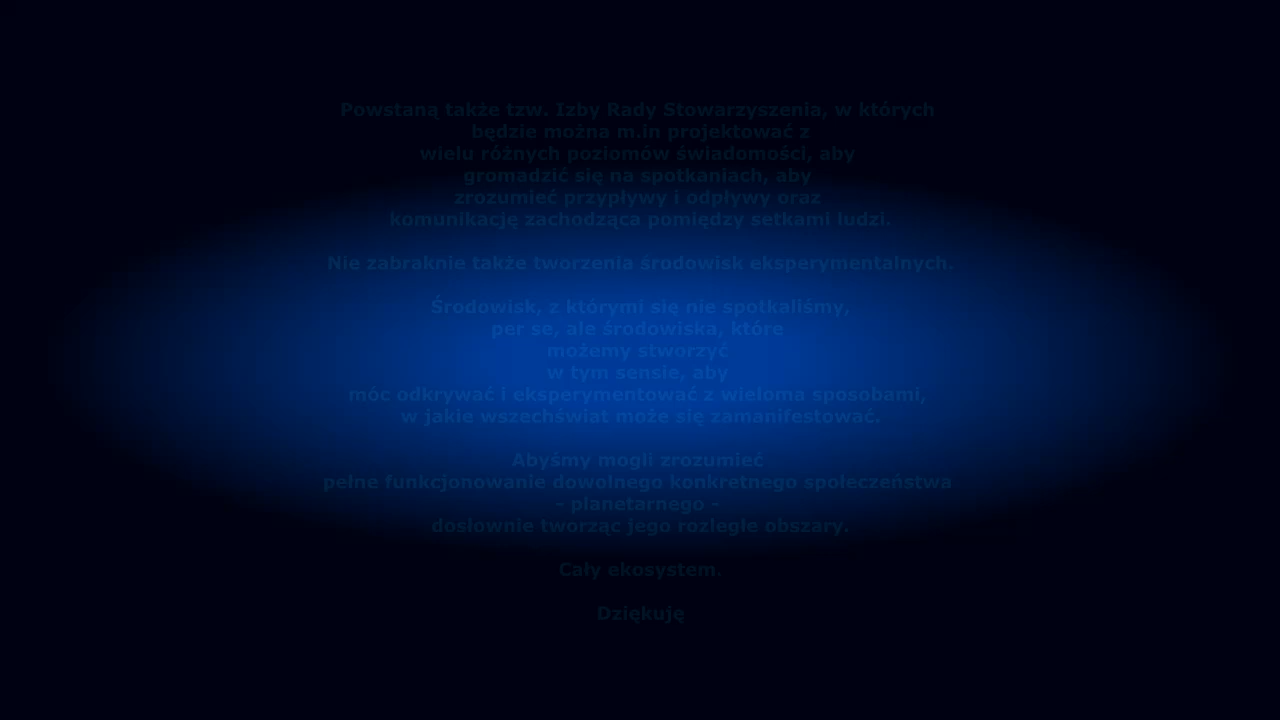 Powstaną także tzw. Izby Rady Stowarzyszenia, w których
będzie można m.in projektować z
wielu różnych poziomów świadomości, aby
gromadzić się na spotkaniach, aby
zrozumieć przypływy i odpływy oraz
komunikację zachodząca pomiędzy setkami ludzi.
Nie zabraknie także tworzenia środowisk eksperymentalnych.
Środowisk, z którymi się nie spotkaliśmy,
per se, ale środowiska, które
możemy stworzyć
w tym sensie, aby
móc odkrywać i eksperymentować z wieloma sposobami,
w jakie wszechświat może się zamanifestować.
Abyśmy mogli zrozumieć
pełne funkcjonowanie dowolnego konkretnego społeczeństwa
- planetarnego -
dosłownie tworząc jego rozległe obszary.
Cały ekosystem.
Dziękuję